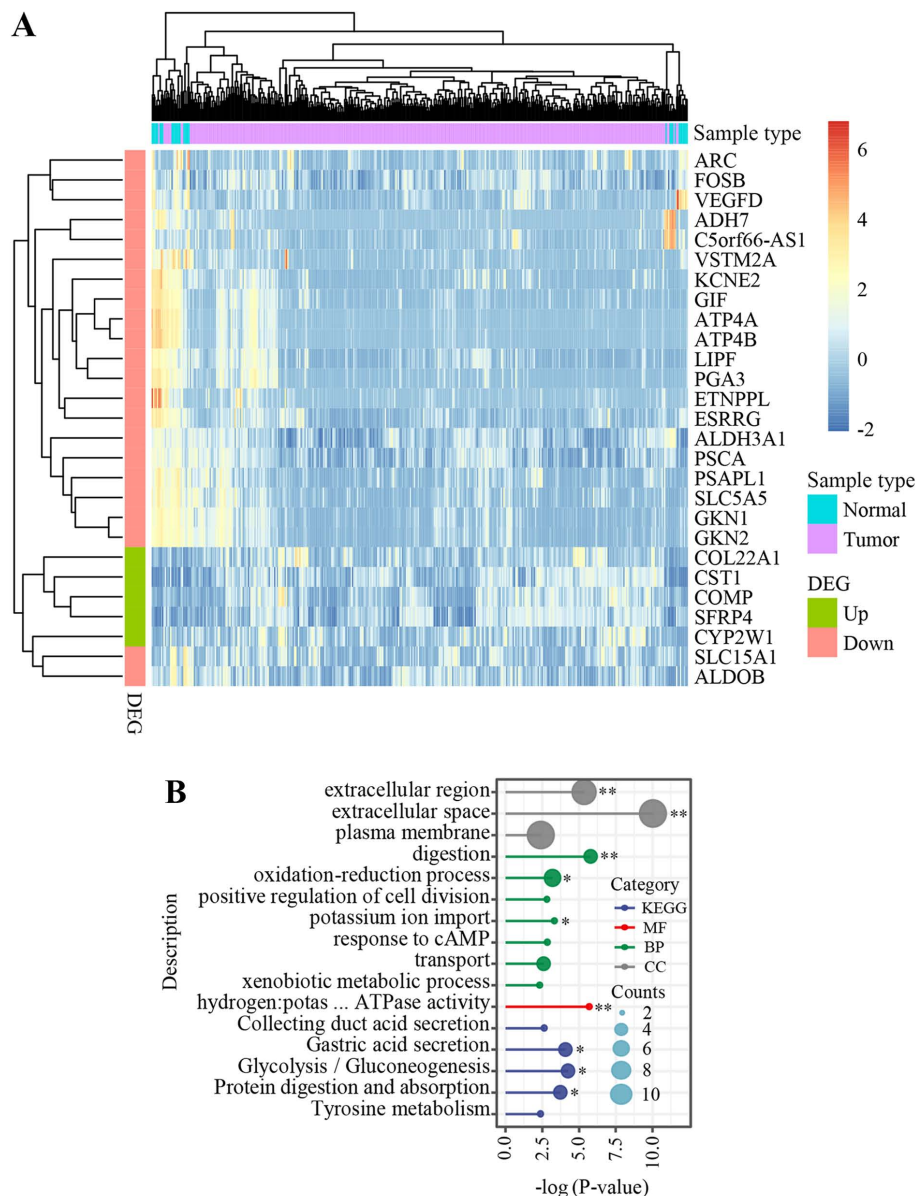 A
Sample type
ARC
FOSB
VEGFD
ADH7
C5orf66-AS1
VSTM2A
KCNE2
GIF
ATP4A
ATP4B
LIPF
PGA3
ETNPPL
ESRRG
ALDH3A1
PSCA
PSAPL1
SLC5A5
GKN1
GKN2
COL22A1
CST1
COMP
SFRP4
CYP2W1
SLC15A1
ALDOB
DEG
6
4
2
0
-2
Sample type
Normal
Tumor
DEG
Up
Down
B
Description
extracellular region
extracellular space
plasma membrane
digestion
oxidation-reduction process
positive regulation of cell division
potassium ion import
response to cAMP
transport
xenobiotic metabolic process
hydrogen:potas ... ATPase activity
Collecting duct acid secretion
Gastric acid secretion
Glycolysis / Gluconeogenesis
Protein digestion and absorption
Tyrosine metabolism
**
**
**
*
*
**
*
*
*
Category
KEGG
MF
BP
CC
Counts
2
4
6
8
10
0.0
2.5
5.0
7.5
10.0
-log (P-value)